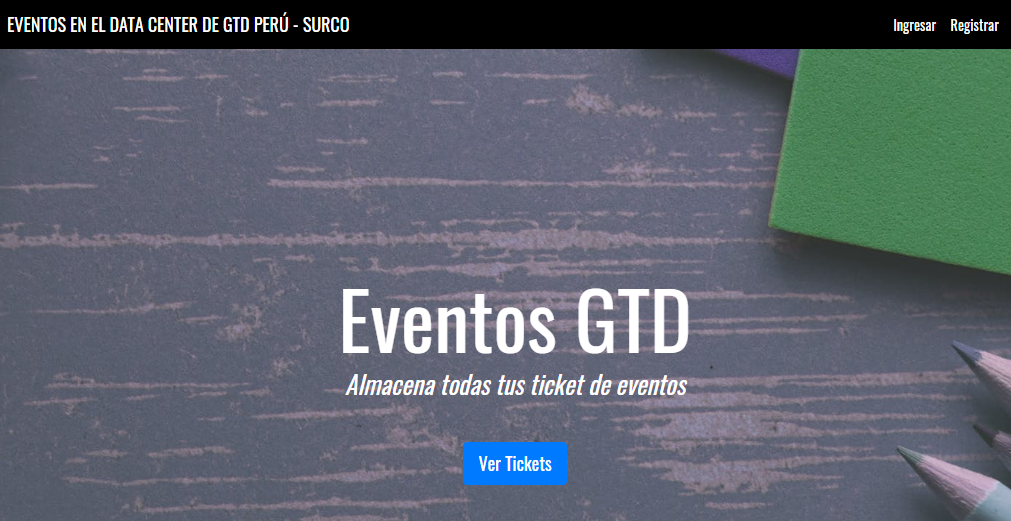 EVENTOS EN EL DATA CENTER DE GTD PERÚ - SURCO
Ingresar Registrar
Eventos GTD
Almacena todas tus ticket de eventos
Ver Tickets